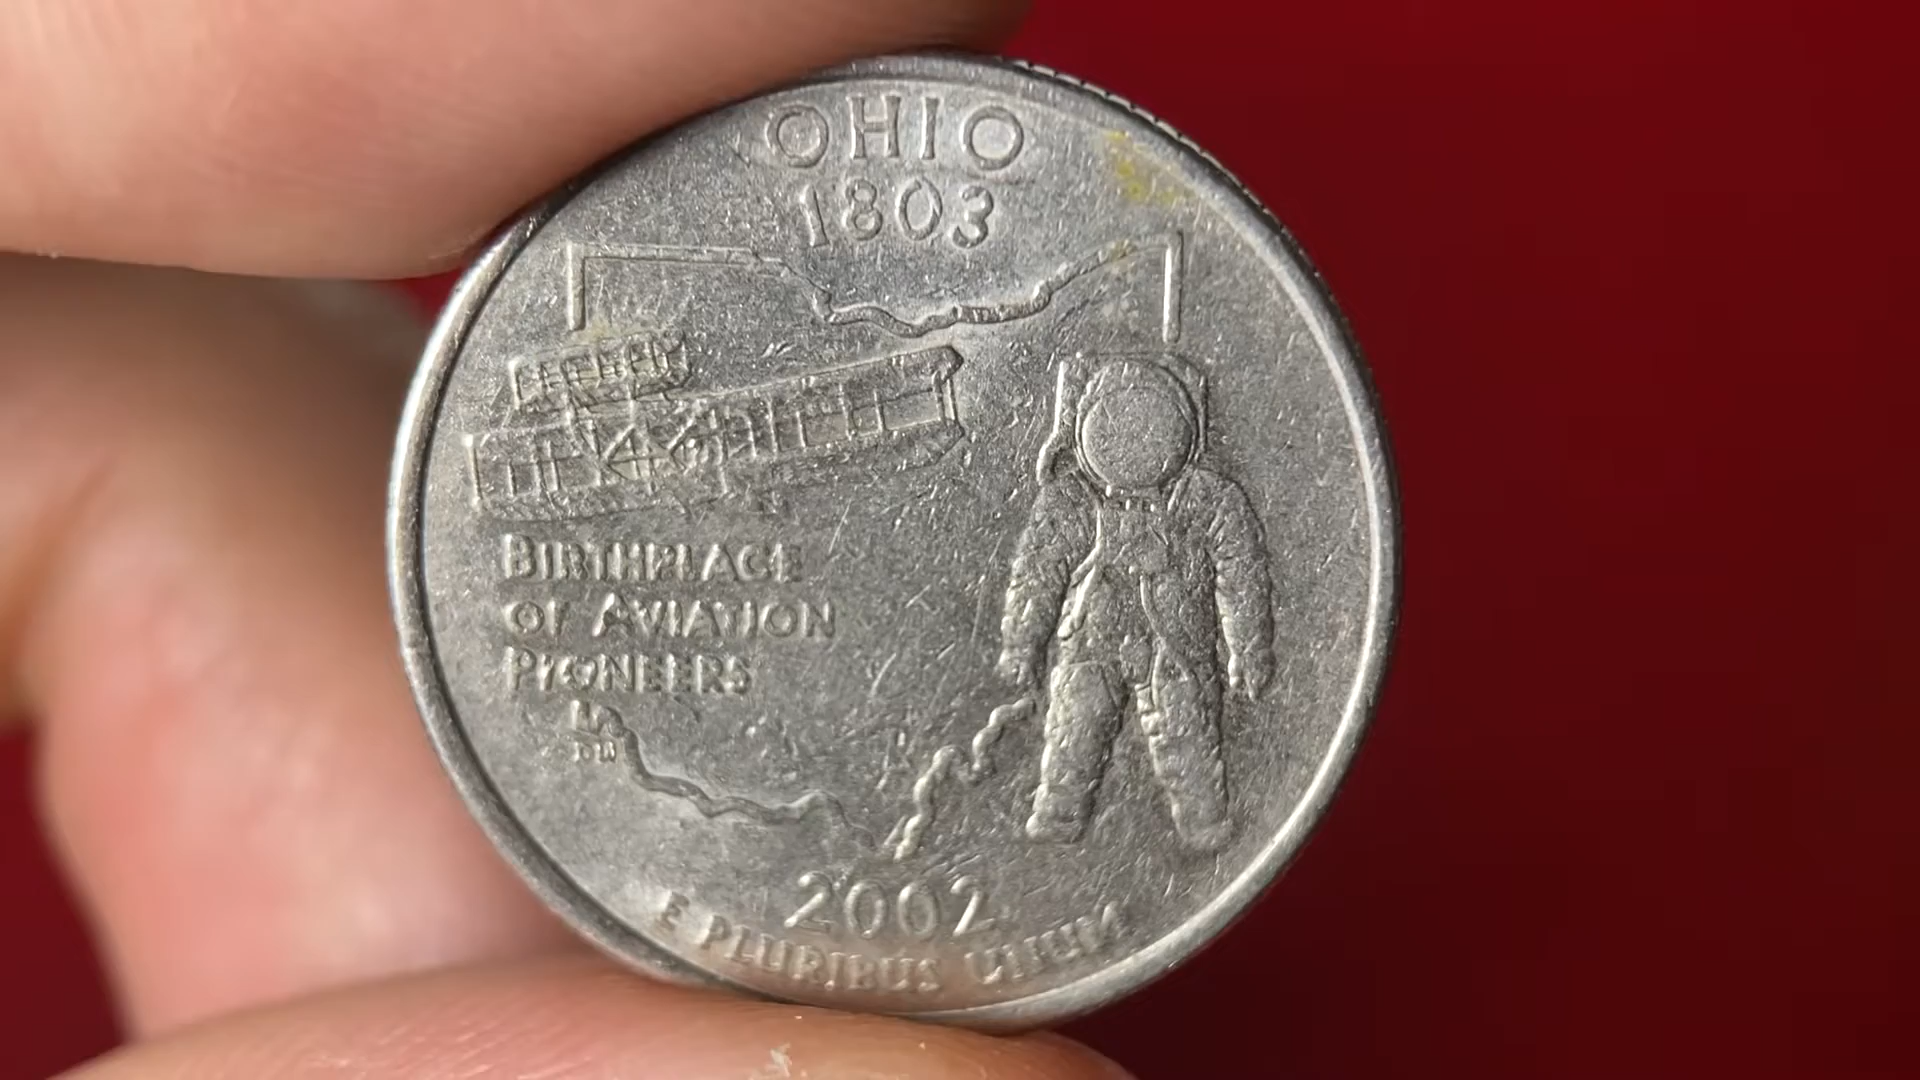 OHIO
1803
BIRTHPLACE
OF AVIATION
PIONEERS
2002
E PLURIBUS UNUM